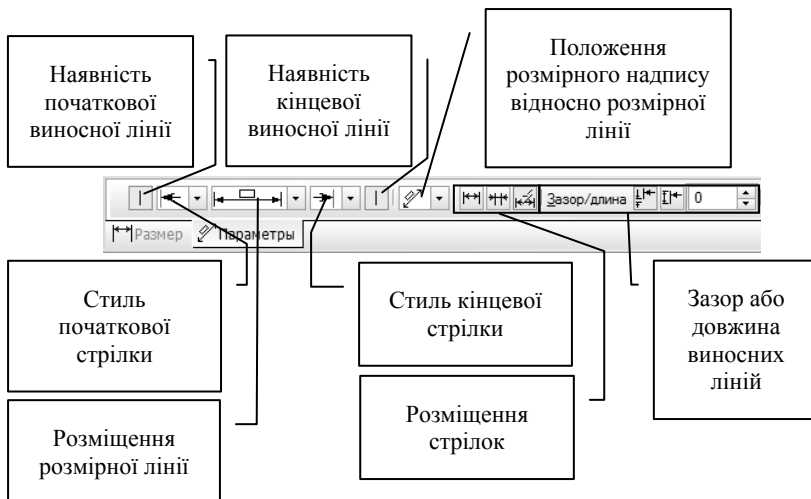 Наявність
початкової
виносної лінії
Наявність
кінцевої
виносної лінії
Положення
розмірного надпису
відносно розмірної
лінії
Зазор/длина
0
Размер
Параметры
Стиль
початкової
стрілки
Стиль кінцевої
стрілки
Зазор або
довжина
виносних
ліній
Розміщення
розмірної лінії
Розміщення
стрілок